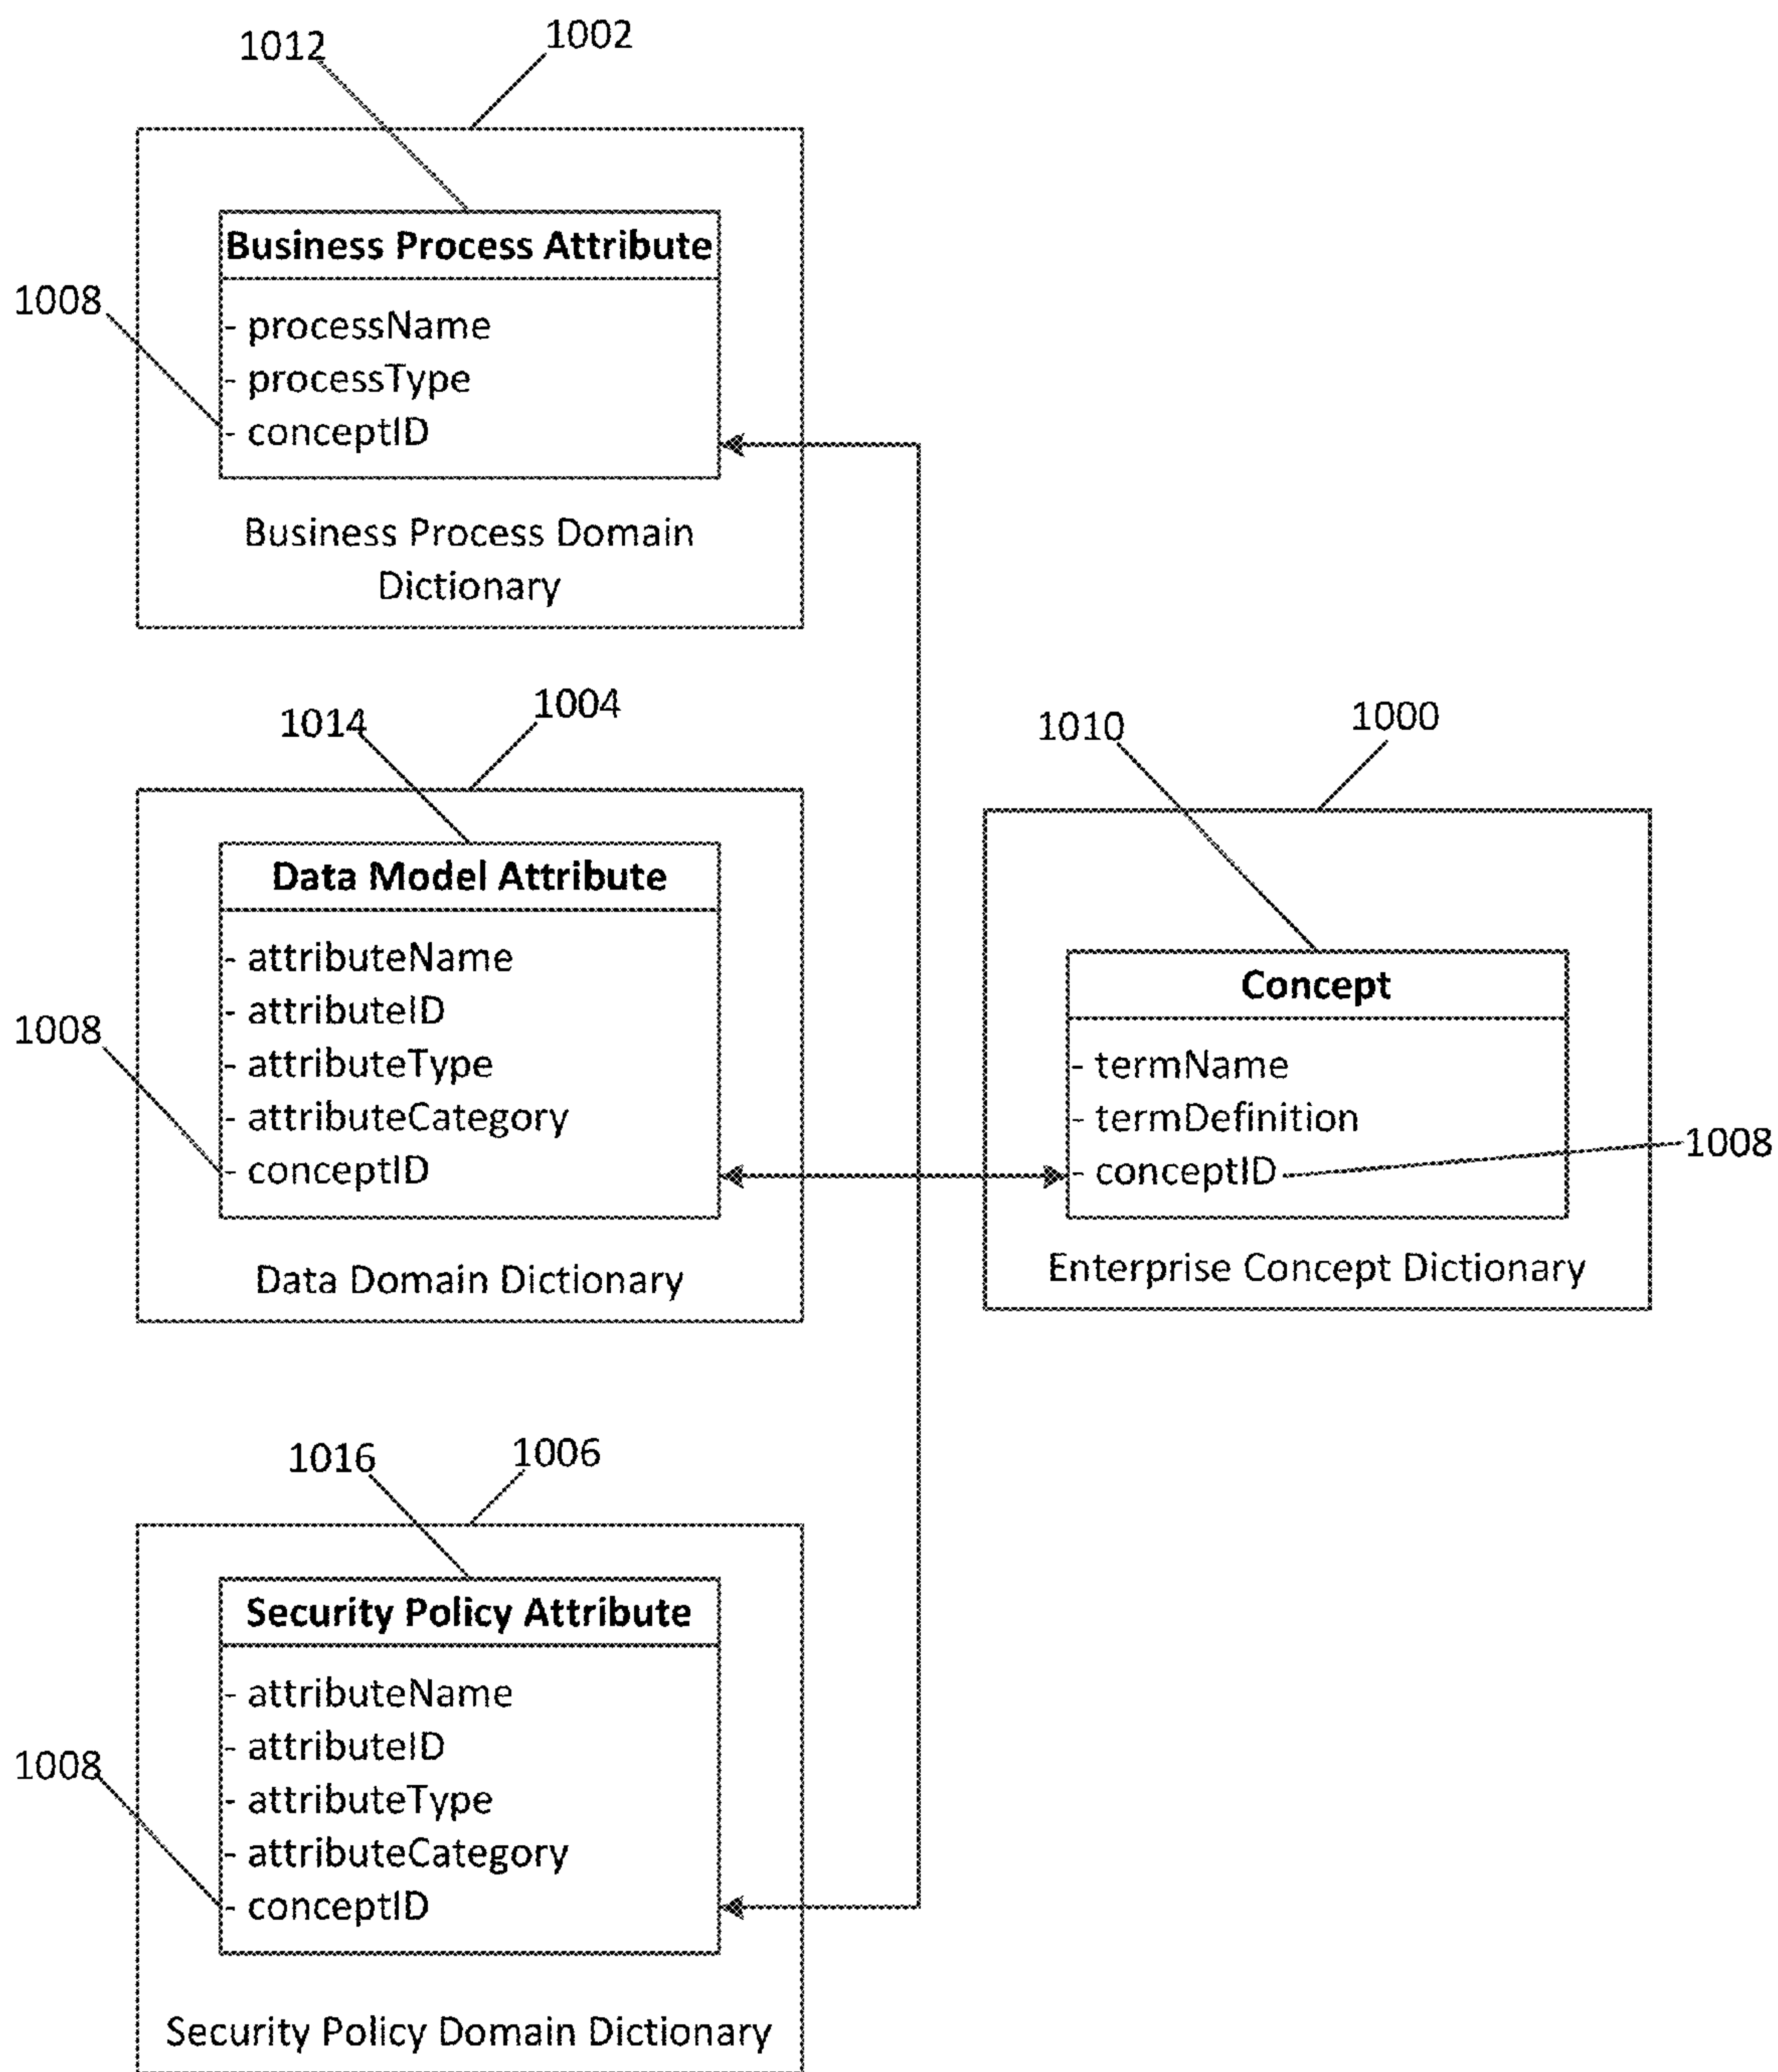 1012
1002
Business Process Attribute
1008
- processName
- processType
- conceptID
Business Process Domain
Dictionary
1014
1004
Data Model Attribute
1008
- attributeName
- attributeID
- attributeType
- attributeCategory
- conceptID
Data Domain Dictionary
1010
1000
Concept
- termName
- termDefinition
- conceptID
1008
Enterprise Concept Dictionary
1016
1006
Security Policy Attribute
1008
- attributeName
- attributeID
- attributeType
- attributeCategory
- conceptID
Security Policy Domain Dictionary